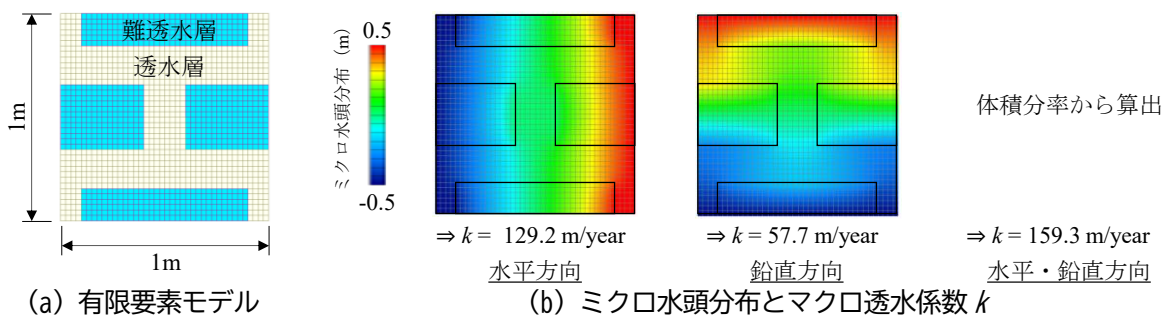 難透水層
透水層
1m
1m
(a) 有限要素モデル
ミクロ水頭分布 (m)
0.5
-0.5
⇒ k = 129.2 m/year
水平方向
⇒ k = 57.7 m/year
鉛直方向
体積分率から算出
⇒ k = 159.3 m/year
水平・鉛直方向
(b) ミクロ水頭分布とマクロ透水係数 k